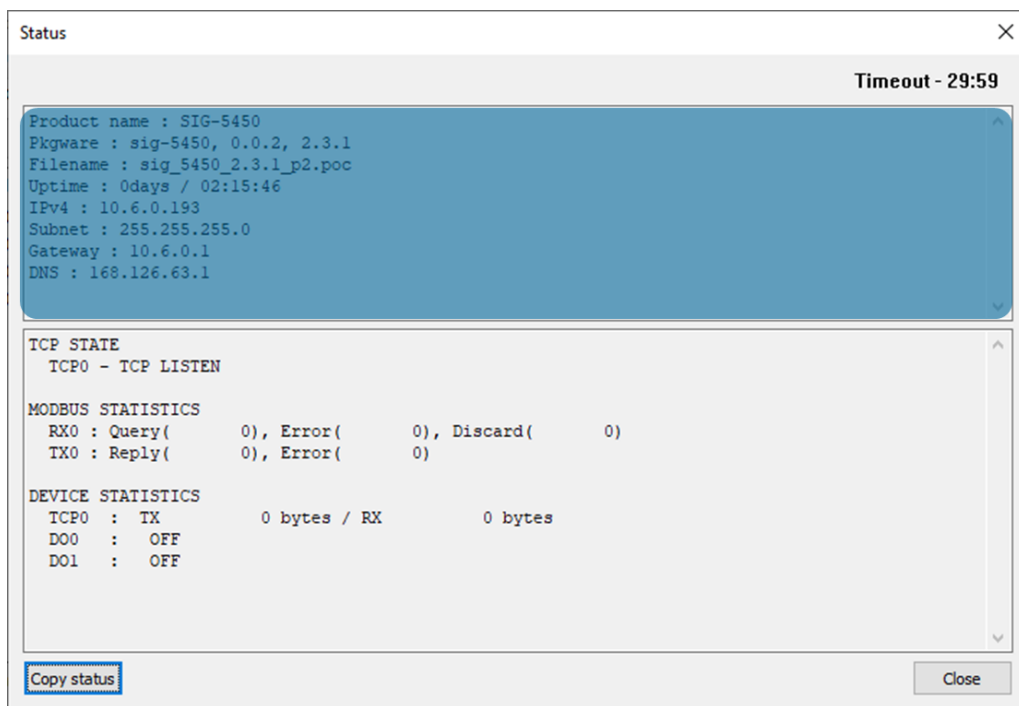 Status
Timeout - 29:59
Product name : SIG-5450
Pkgware : sig-5450, 0.0.2, 2.3.1
Filename : sig_5450_2.3.1_p2.poc
Uptime : 0days / 02:15:46
IPv4 : 10.6.0.193
Subnet : 255.255.255.0
Gateway : 10.6.0.1
DNS : 168.126.63.1
TCP STATE
  TCP0 - TCP LISTEN
MODBUS STATISTICS
  RX0 : Query(       0), Error(       0), Discard(       0)
  TX0 : Reply(       0), Error(       0)
DEVICE STATISTICS
  TCP0  :  TX          0 bytes / RX          0 bytes
  DO0   :   OFF
  DO1   :   OFF
Copy status
Close